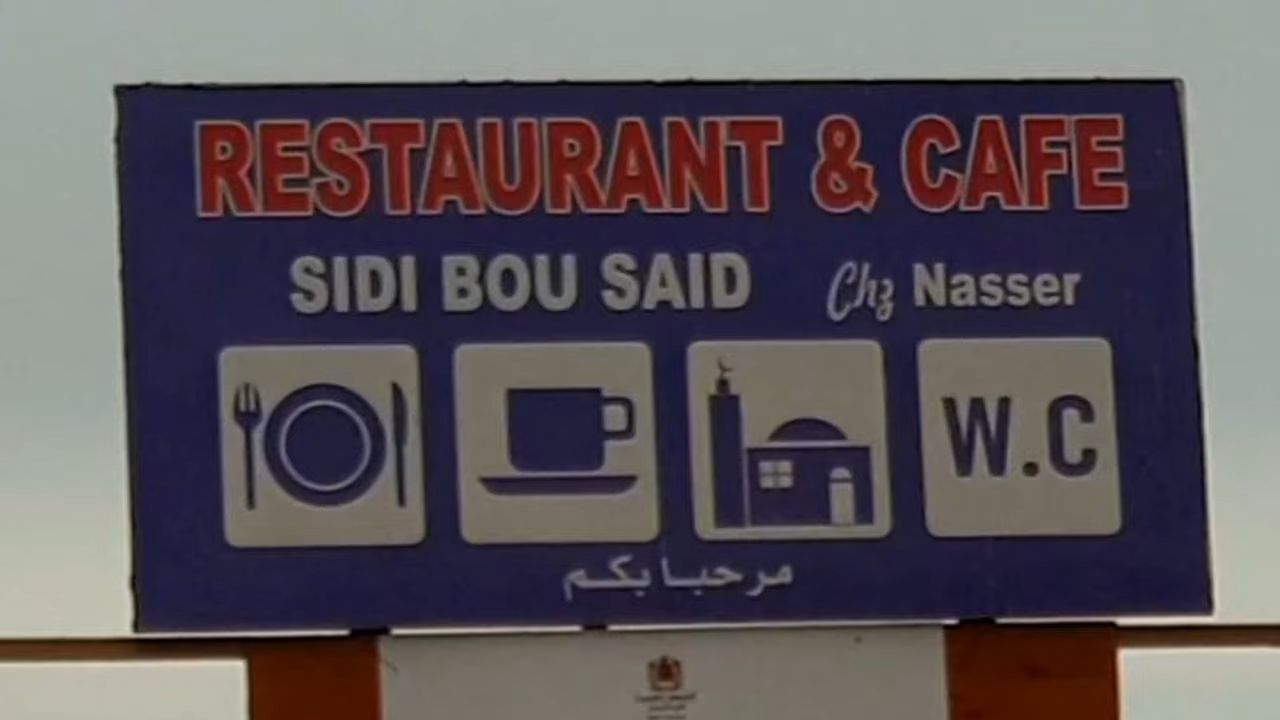 RESTAURANT & CAFE
SIDI BOU SAID Chz Nasser
W.C
مرحبا بكم